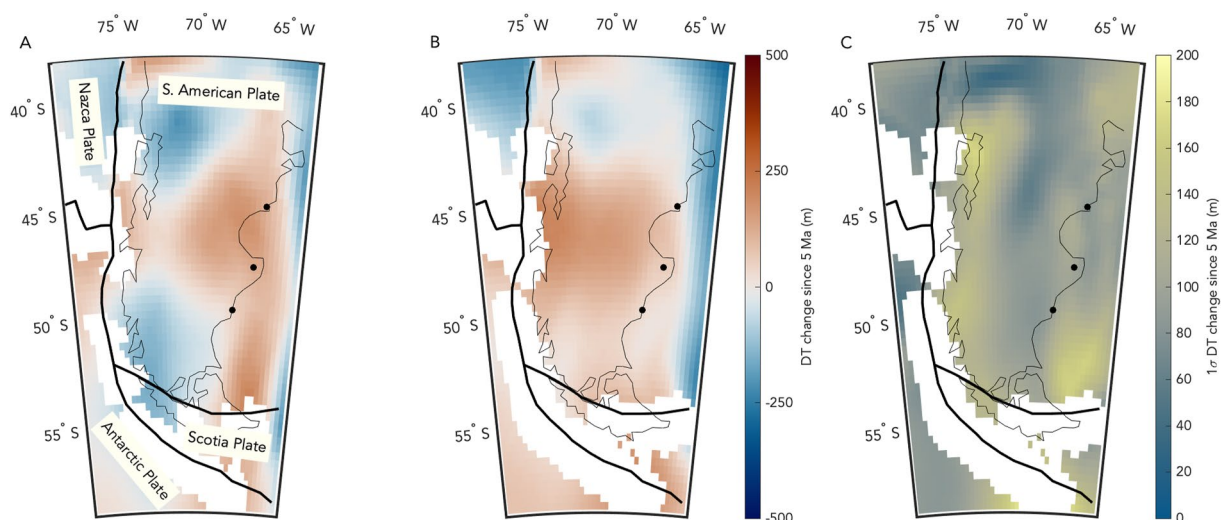 75° W 70° W 65° W
75° W 70° W 65° W
75° W 70° W 65° W
A
B
C
Nazca Plate
S. American Plate
Antarctic Plate
Scotia Plate
40° S
45° S
50° S
55° S
40° S
45° S
50° S
55° S
500
250
0
-250
-500
DT change since 5 Ma (m)
40° S
45° S
50° S
55° S
200
180
160
140
120
100
80
60
40
20
0
1σ DT change since 5 Ma (m)